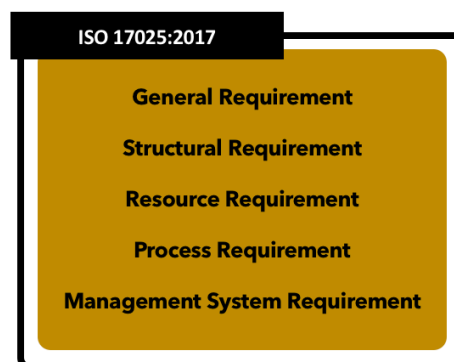 ISO 17025:2017
General Requirement
Structural Requirement
Resource Requirement
Process Requirement
Management System Requirement